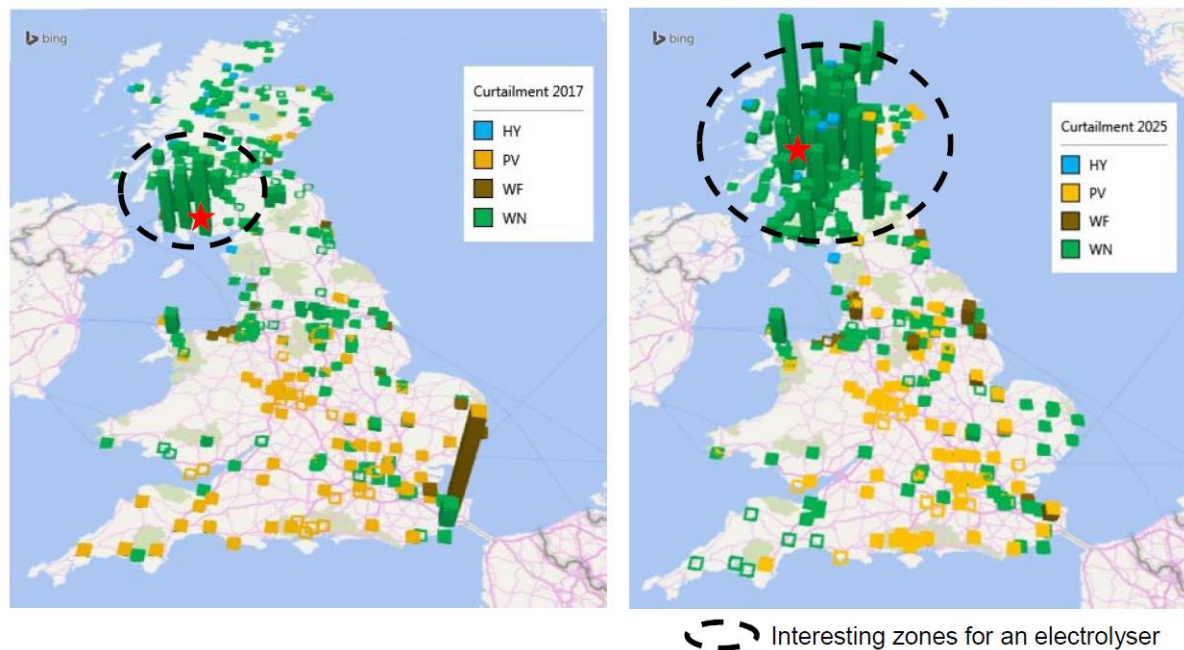 bing
Curtailment 2017
HY
PV
WF
WN
bing
Curtailment 2025
HY
PV
WF
WN
Interesting zones for an electrolyser